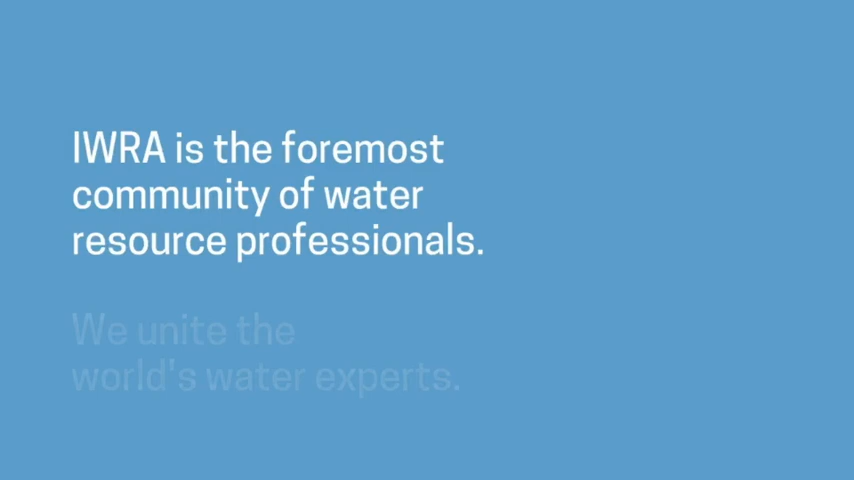 IWRA is the foremost
community of water
resource professionals.
We unite the
world's water experts.